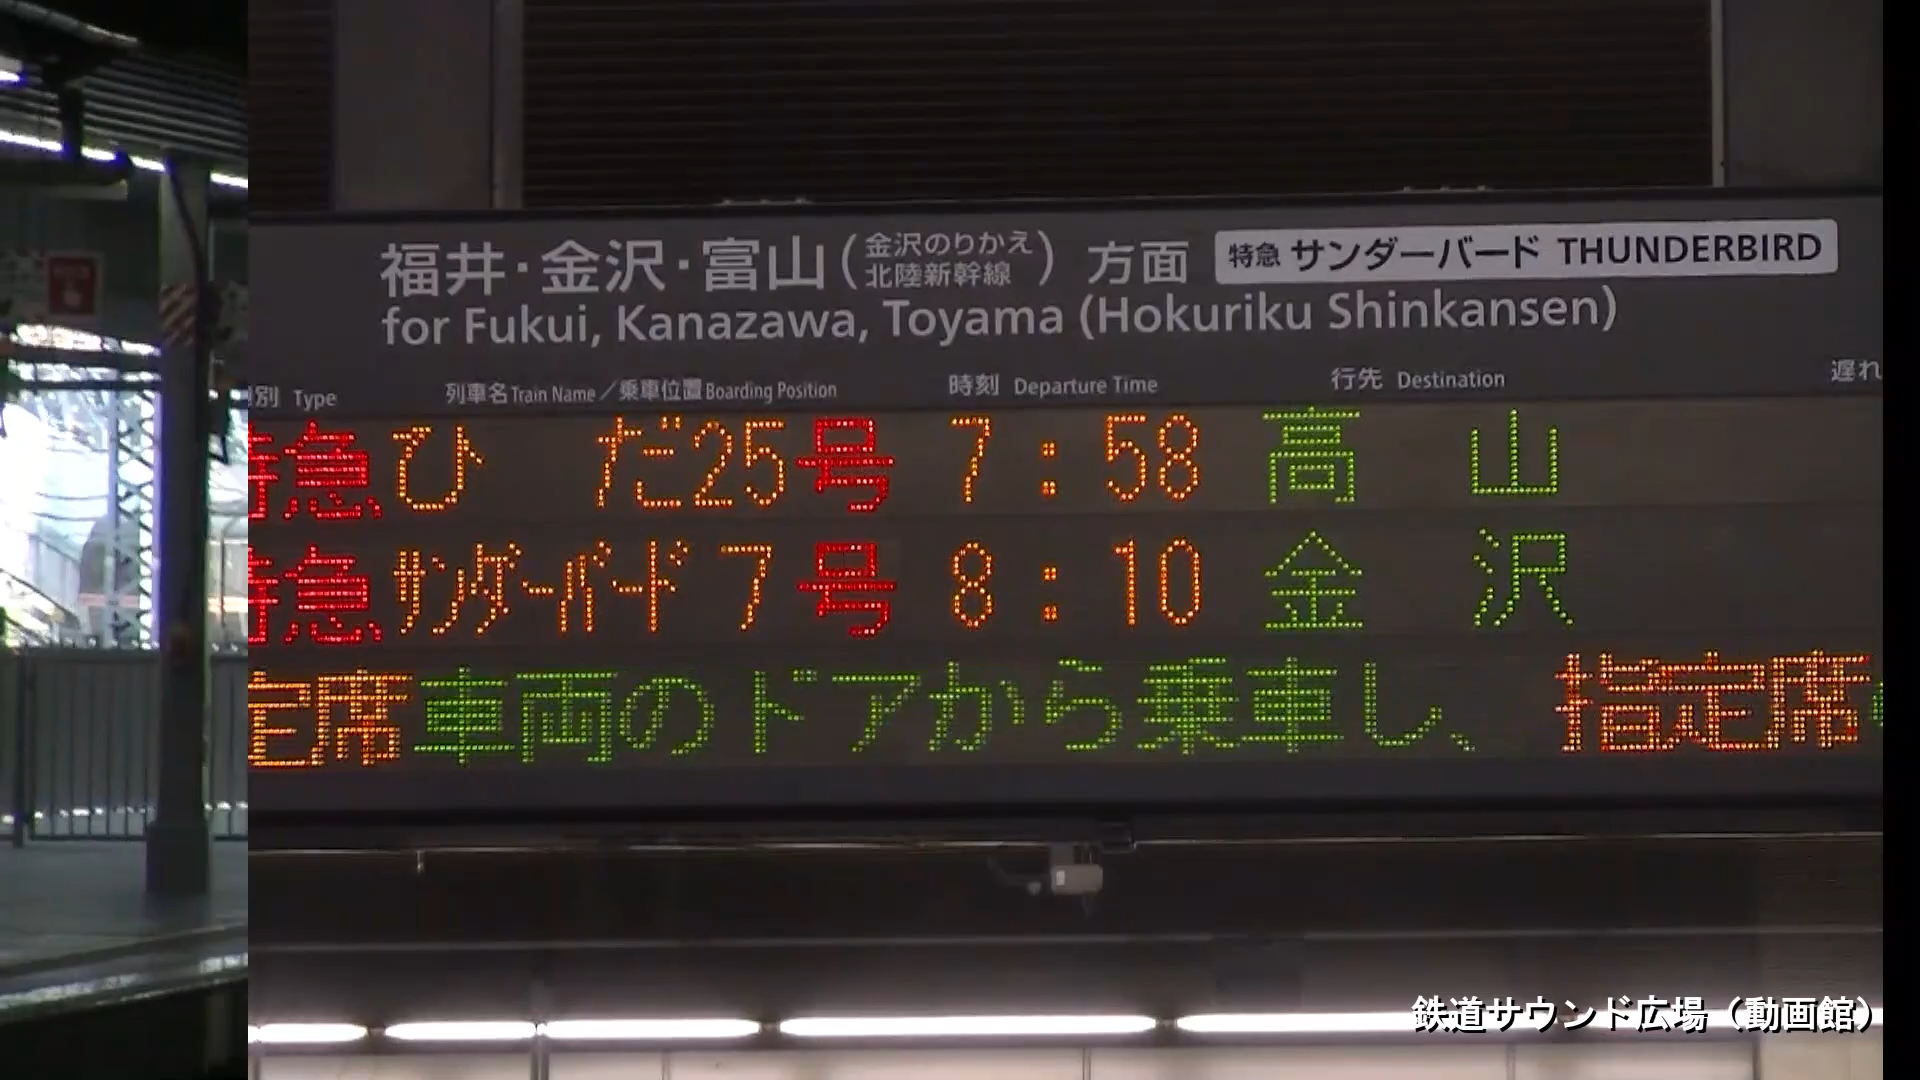 福井・金沢・富山(金沢のりかえ北陸新幹線)方面 特急 サンダーバード THUNDERBIRD
for Fukui, Kanazawa, Toyama (Hokuriku Shinkansen)
別 Type 列車名 Train Name／乗車位置 Boarding Position 時刻 Departure Time 行先 Destination 遅れ
特急 ひ だ25号 7:58 高 山
特急 ｻﾝﾀﾞｰﾊﾞｰﾄﾞ 7号 8:10 金 沢
定席車両のドアから乗車し、 指定席
鉄道サウンド広場（動画館）